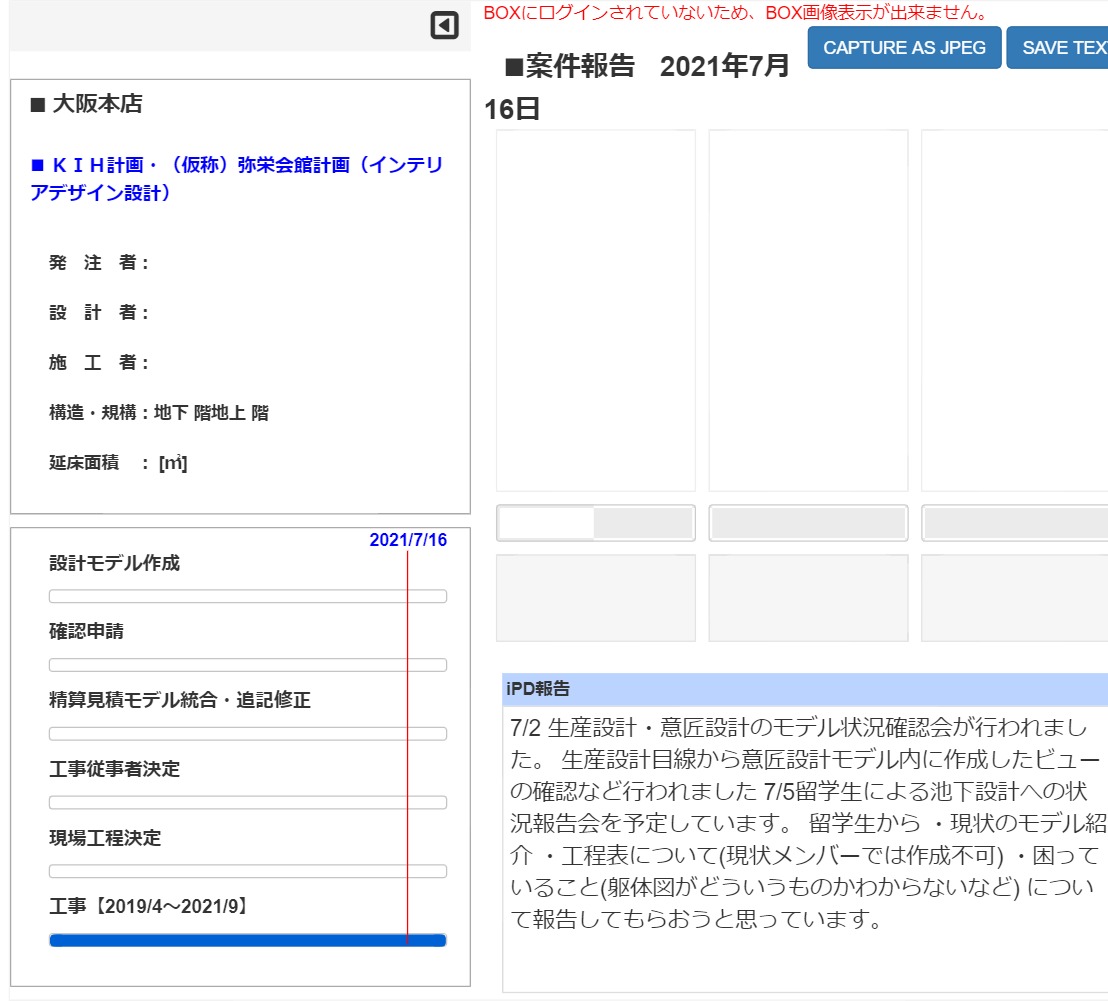 BOXにログインされていないため、BOX画像表示が出来ません。
CAPTURE AS JPEG
SAVE TEX
■案件報告　2021年7月
16日
■ 大阪本店
■ ＫＩＨ計画・（仮称）弥栄会館計画（インテリ
アデザイン設計）
発　注　者：
設　計　者：
施　工　者：
構造・規構：地下 階地上 階
延床面積　： [㎡]
2021/7/16
設計モデル作成
確認申請
精算見積モデル統合・追記修正
工事従事者決定
現場工程決定
工事【2019/4～2021/9】
iPD報告
7/2 生産設計・意匠設計のモデル状況確認会が行われまし
た。 生産設計目線から意匠設計モデル内に作成したビュー
の確認など行われました 7/5留学生による池下設計への状
況報告会を予定しています。 留学生から ・現状のモデル紹
介 ・工程表について(現状メンバーでは作成不可) ・困って
いること(躯体図がどういうものかわからないなど) につい
て報告してもらおうと思っています。